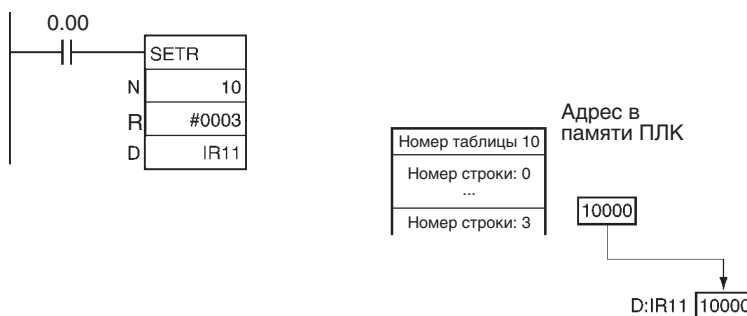 0.00
SETR
N 10
R #0003
D IR11
Адрес в
памяти ПЛК
Номер таблицы 10
Номер строки: 0
...
Номер строки: 3
10000
D:IR11 10000